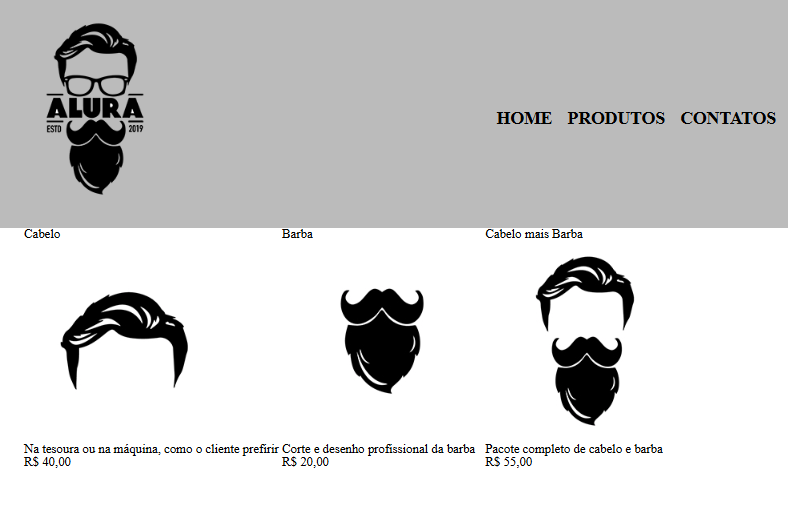 ALURA
ESTD 2019
HOME PRODUTOS CONTATOS
Cabelo
Barba
Cabelo mais Barba
Na tesoura ou na máquina, como o cliente prefirir
R$ 40,00
Corte e desenho profissional da barba
R$ 20,00
Pacote completo de cabelo e barba
R$ 55,00